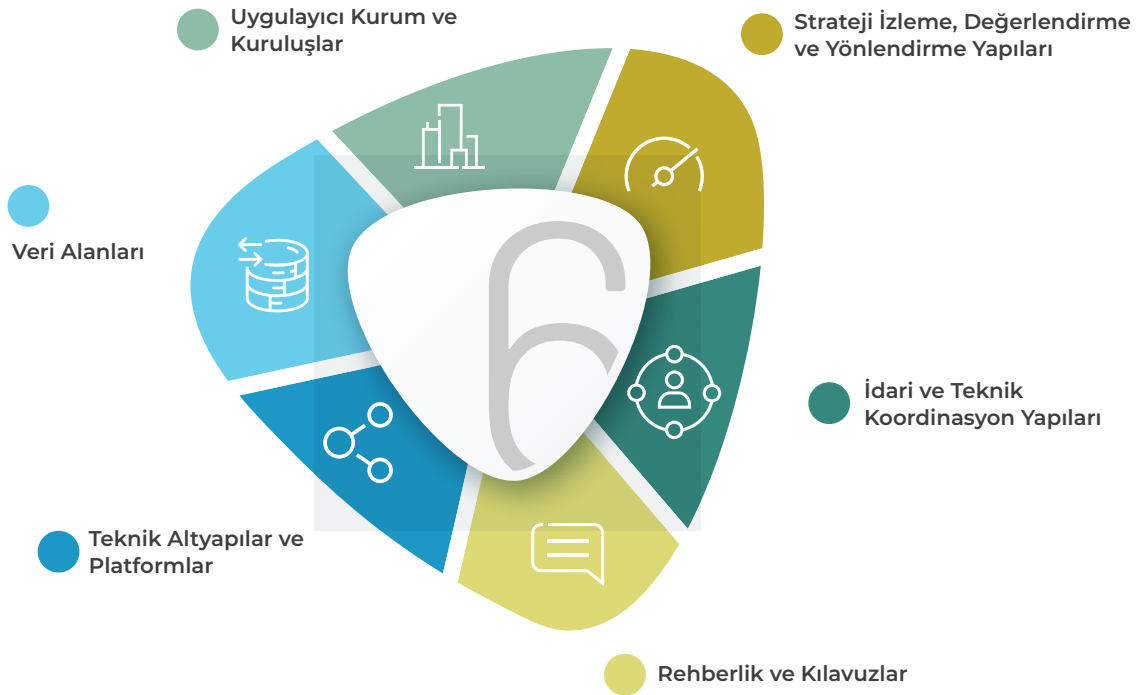 Uygulayıcı Kurum ve
Kuruluşlar
Strateji İzleme, Değerlendirme
ve Yönlendirme Yapıları
Veri Alanları
6
İdari ve Teknik
Koordinasyon Yapıları
Teknik Altyapılar ve
Platformlar
Rehberlik ve Kılavuzlar